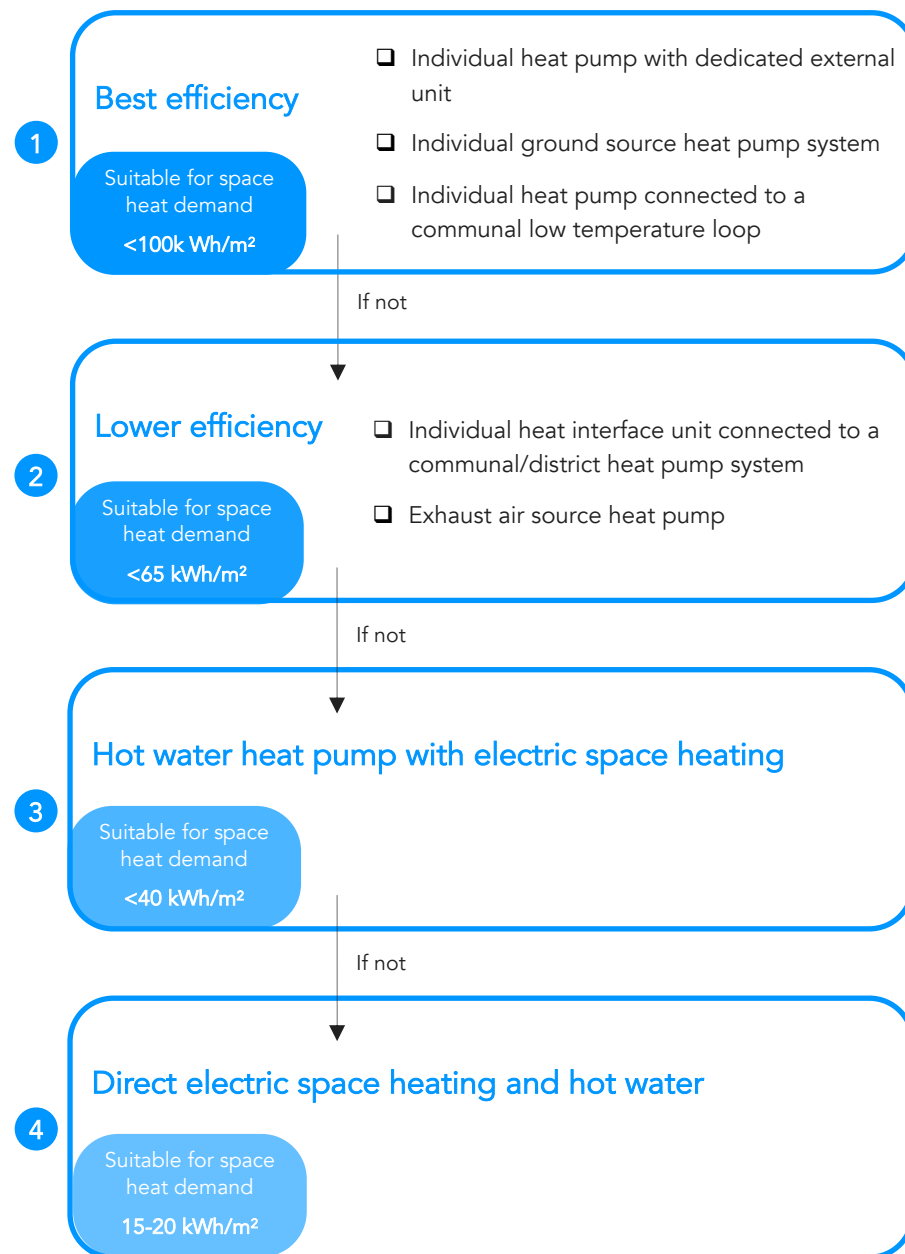 1
Best efficiency
Suitable for space
heat demand
<100k Wh/m²
❑ Individual heat pump with dedicated external
unit
❑ Individual ground source heat pump system
❑ Individual heat pump connected to a
communal low temperature loop
If not
2
Lower efficiency
Suitable for space
heat demand
<65 kWh/m²
❑ Individual heat interface unit connected to a
communal/district heat pump system
❑ Exhaust air source heat pump
If not
3
Hot water heat pump with electric space heating
Suitable for space
heat demand
<40 kWh/m²
If not
4
Direct electric space heating and hot water
Suitable for space
heat demand
15-20 kWh/m²